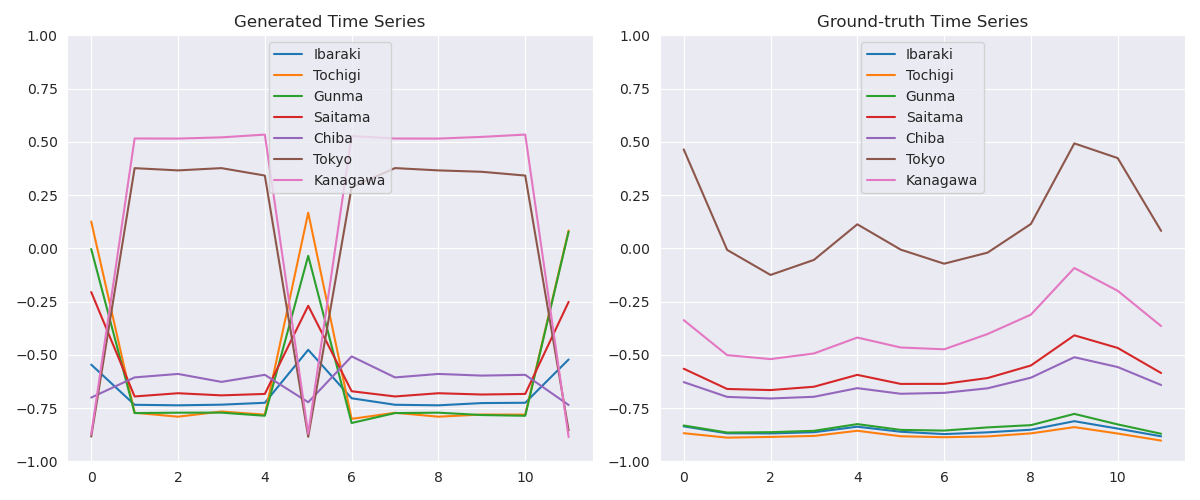 Generated Time Series
1.00
0.75
0.50
0.25
0.00
−0.25
−0.50
−0.75
−1.00
0 2 4 6 8 10
Ibaraki
Tochigi
Gunma
Saitama
Chiba
Tokyo
Kanagawa
Ground-truth Time Series
1.00
0.75
0.50
0.25
0.00
−0.25
−0.50
−0.75
−1.00
0 2 4 6 8 10
Ibaraki
Tochigi
Gunma
Saitama
Chiba
Tokyo
Kanagawa